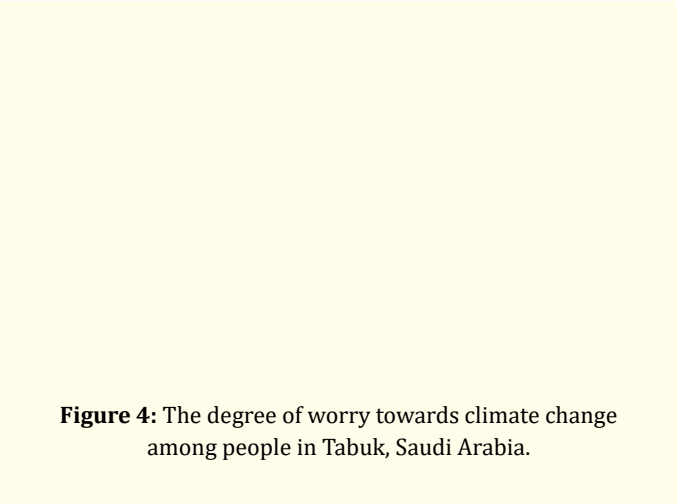 Figure 4: The degree of worry towards climate change
among people in Tabuk, Saudi Arabia.